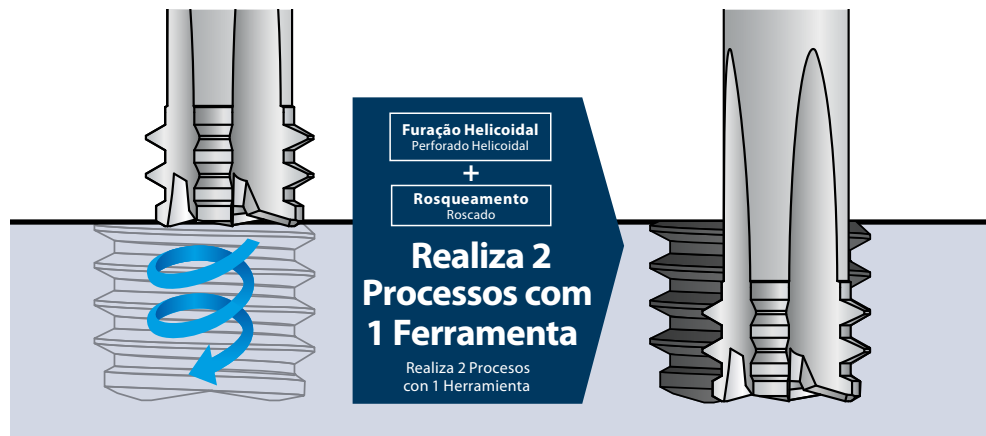 Furação Helicoidal
Perforado Helicoidal
+
Rosqueamento
Roscado
Realiza 2
Processos com
1 Ferramenta
Realiza 2 Procesos
con 1 Herramienta